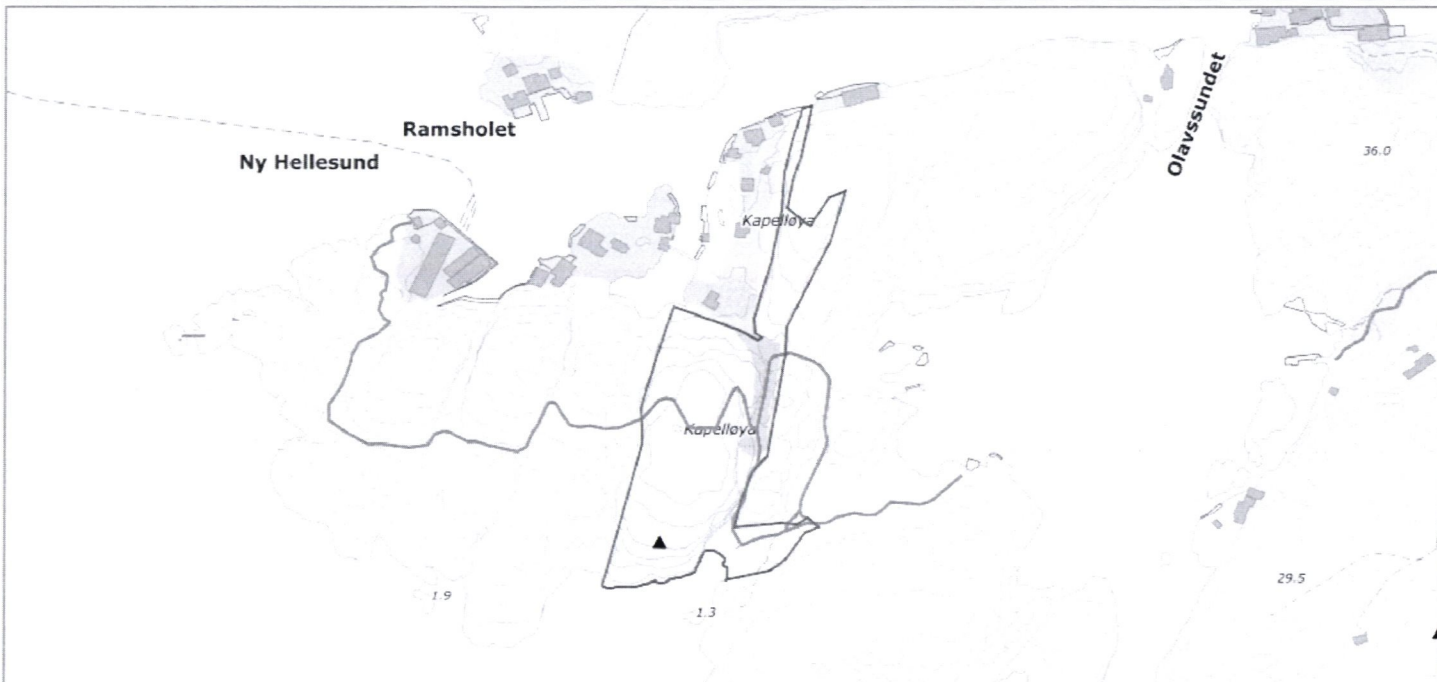 Olavssundet
Ramsholet
36.0
Ny Hellesund
Kapelløya
Kapelløya
29.5
1.9
1.3